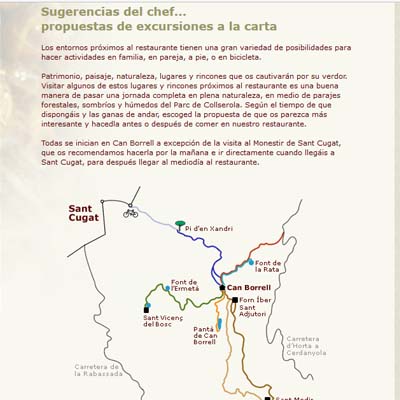 Sugerencias del chef...
propuestas de excursiones a la carta
Los entornos próximos al restaurante tienen una gran variedad de posibilidades para
hacer actividades en familia, en pareja, a pie, o en bicicleta.
Patrimonio, paisaje, naturaleza, lugares y rincones que os cautivarán por su verdor.
Visitar algunos de estos lugares y rincones próximos al restaurante es una buena
manera de pasar una jornada completa en plena naturaleza, en medio de parajes
forestales, sombríos y húmedos del Parc de Collserola. Según el tiempo de que
dispongáis y las ganas de andar, escoged la propuesta de que os parezca más
interesante y hacedla antes o después de comer en nuestro restaurante.
Todas se inician en Can Borrell a excepción de la visita al Monestir de Sant Cugat,
que os recomendamos hacerla por la mañana e ir directamente cuando llegáis a
Sant Cugat, para después llegar al mediodía al restaurante.
Sant
Cugat
Pi d'en Xandri
Font de
la Rata
Font de
l'Ermetà
Can Borrell
Forn Íber
Sant
Adjutori
Sant Vicenç
del Bosc
Pantà
de Can
Borrell
Carretera
d'Horta a
Cerdanyola
Carretera de
la Rabassada
Sant Medir